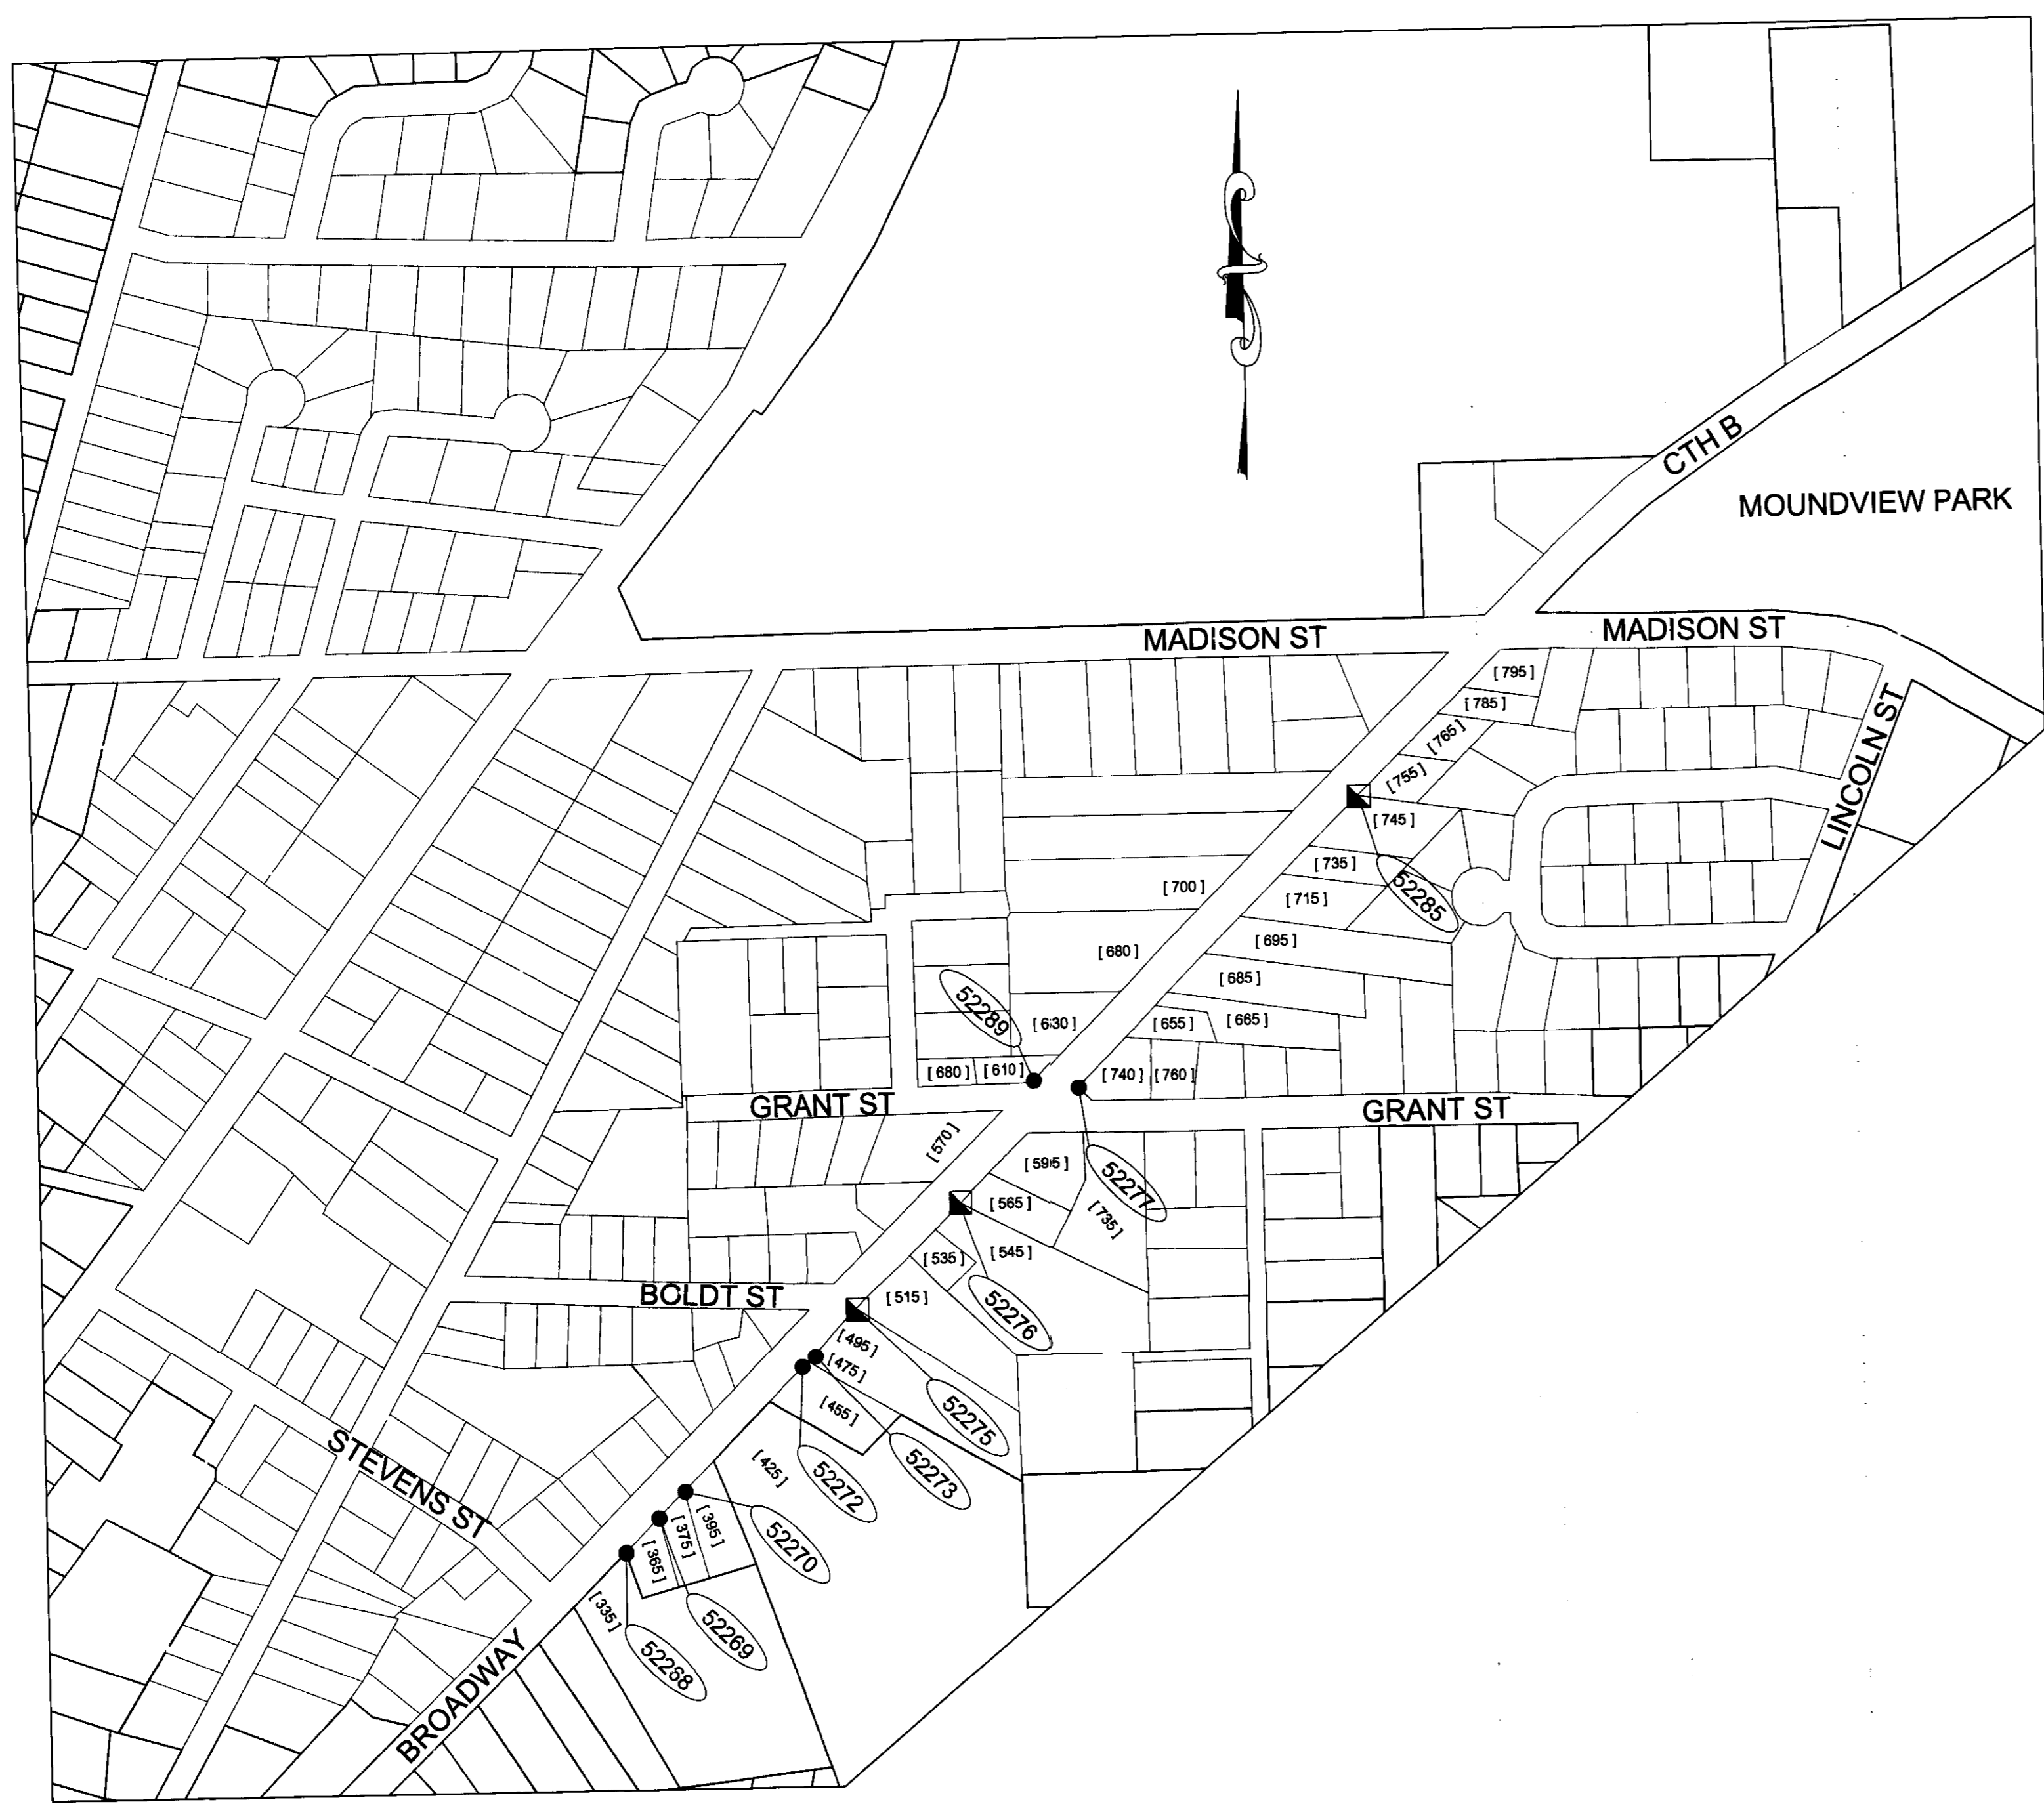 CTH B
MOUNDVIEW PARK
MADISON ST
MADISON ST
[ 795 ]
[ 785 ]
LINCOLN ST
[ 765 ]
[ 755 ]
[ 745 ]
[ 735 ]
52285
[ 700 ]
[ 715 ]
[ 695 ]
[ 680 ]
[ 685 ]
52289
[ 630 ]
[ 655 ]
[ 665 ]
[ 680 ]
[ 610 ]
[ 740 ]
[ 760 ]
GRANT ST
GRANT ST
[ 570 ]
[ 595 ]
52277
[ 565 ]
[ 735 ]
[ 535 ]
[ 545 ]
BOLDT ST
[ 515 ]
52276
[ 495 ]
[ 475 ]
[ 455 ]
52275
STEVENS ST
[ 425 ]
52272
52273
[ 395 ]
[ 375 ]
[ 365 ]
52270
[ 335 ]
52269
52268
BROADWAY